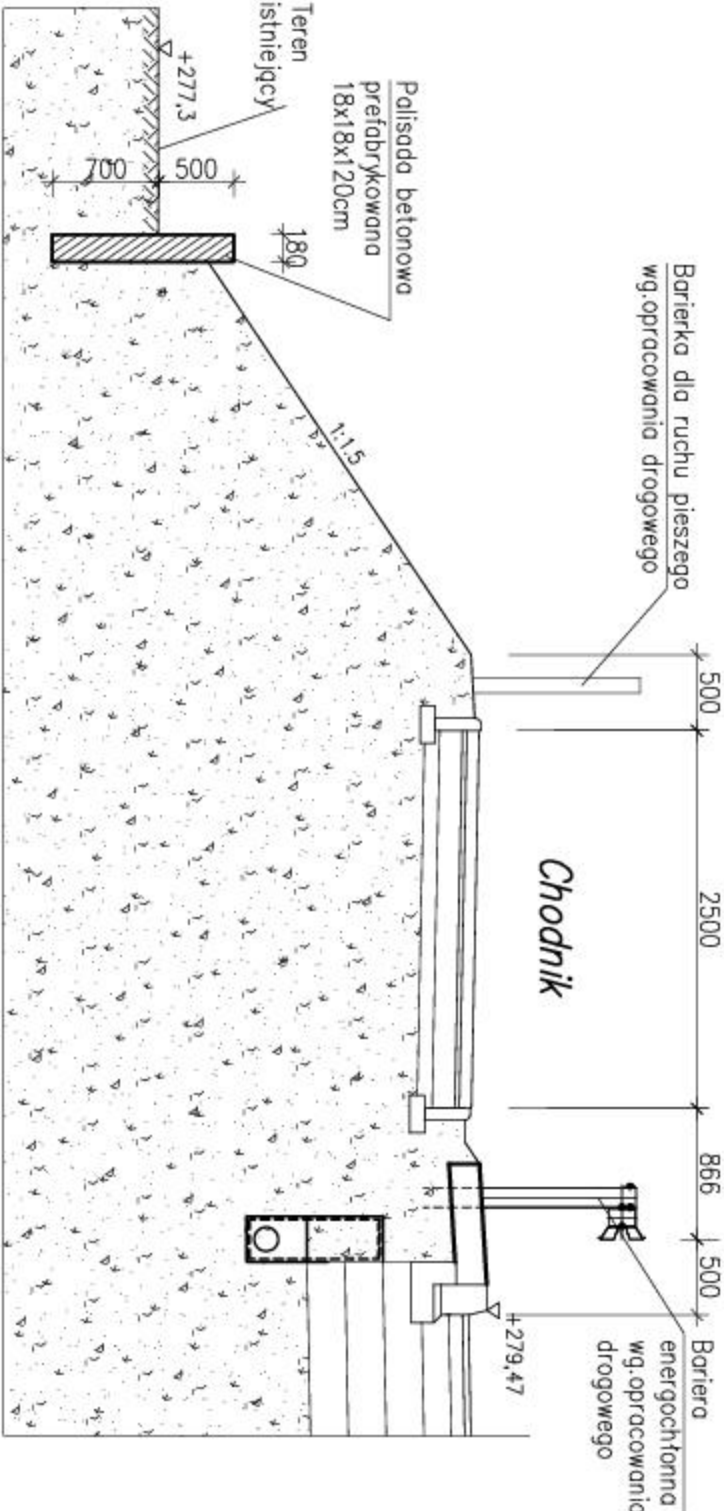 Barierka dla ruchu pieszego
wg.opracowania drogowego
500
2500
866
500
Bariera
energochłonna
wg.opracowania
drogowego
Chodnik
Palisada betonowa
prefabrykowana
18x18x120cm
180
1:1.5
+279,47
Teren
istniejący
+277,3
500
700